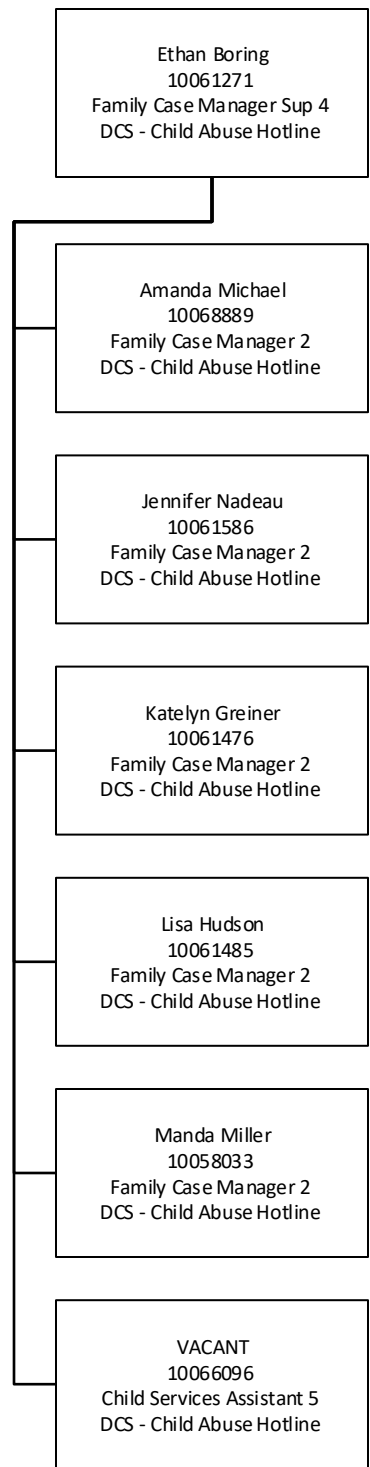 Ethan Boring
10061271
Family Case Manager Sup 4
DCS - Child Abuse Hotline
Amanda Michael
10068889
Family Case Manager 2
DCS - Child Abuse Hotline
Jennifer Nadeau
10061586
Family Case Manager 2
DCS - Child Abuse Hotline
Katelyn Greiner
10061476
Family Case Manager 2
DCS - Child Abuse Hotline
Lisa Hudson
10061485
Family Case Manager 2
DCS - Child Abuse Hotline
Manda Miller
10058033
Family Case Manager 2
DCS - Child Abuse Hotline
VACANT
10066096
Child Services Assistant 5
DCS - Child Abuse Hotline